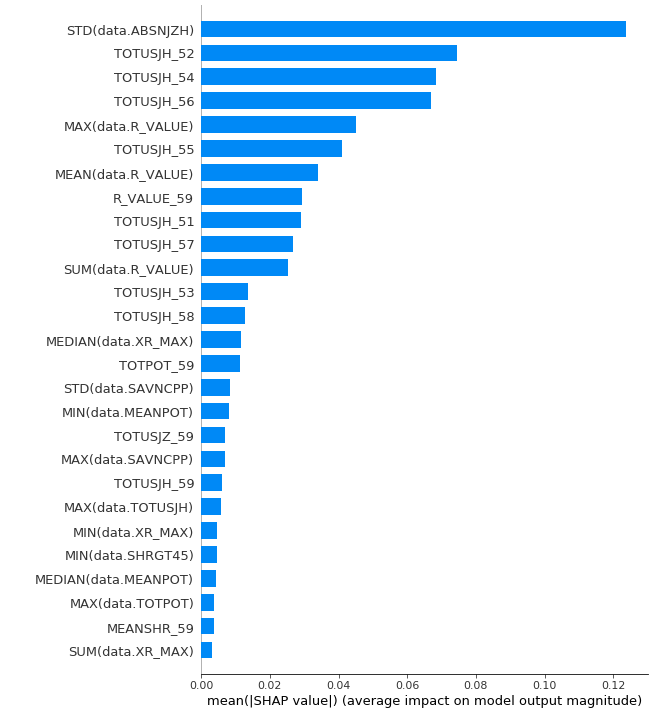 STD(data.ABSNJZH)
TOTUSJH_52
TOTUSJH_54
TOTUSJH_56
MAX(data.R_VALUE)
TOTUSJH_55
MEAN(data.R_VALUE)
R_VALUE_59
TOTUSJH_51
TOTUSJH_57
SUM(data.R_VALUE)
TOTUSJH_53
TOTUSJH_58
MEDIAN(data.XR_MAX)
TOTPOT_59
STD(data.SAVNCPP)
MIN(data.MEANPOT)
TOTUSJZ_59
MAX(data.SAVNCPP)
TOTUSJH_59
MAX(data.TOTUSJH)
MIN(data.XR_MAX)
MIN(data.SHRGT45)
MEDIAN(data.MEANPOT)
MAX(data.TOTPOT)
MEANSHR_59
SUM(data.XR_MAX)
0.00 0.02 0.04 0.06 0.08 0.10 0.12
mean(|SHAP value|) (average impact on model output magnitude)